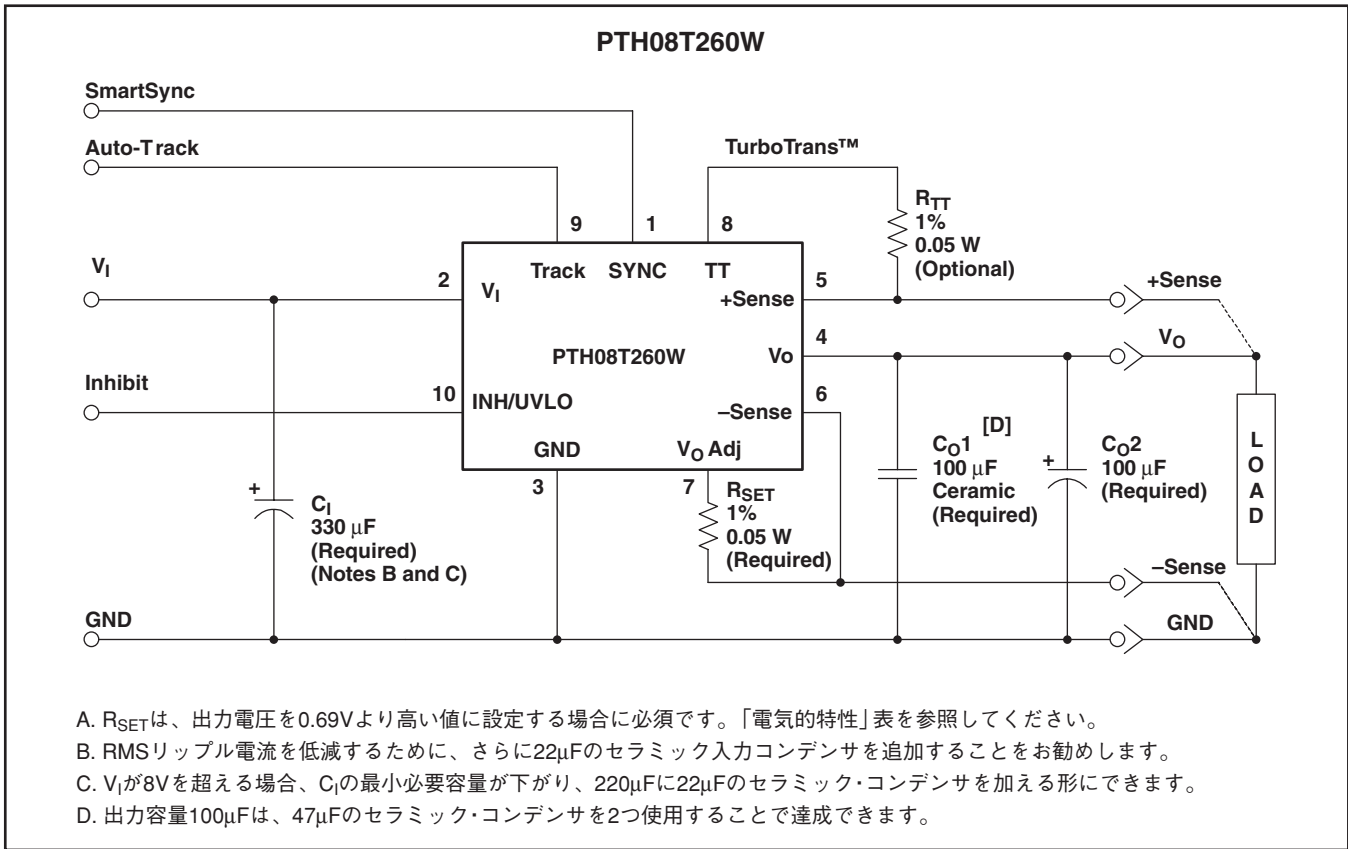 PTH08T260W
SmartSync
Auto-Track
TurboTrans™
RTT
1%
0.05 W
(Optional)
9
1
8
VI
2
VI
Track
SYNC
TT
+Sense
5
+Sense
PTH08T260W
Vo
4
VO
Inhibit
10
INH/UVLO
–Sense
6
GND
VO Adj
3
7
RSET
1%
0.05 W
(Required)
+
CI
330 μF
(Required)
(Notes B and C)
[D]
CO1
100 μF
Ceramic
(Required)
+
CO2
100 μF
(Required)
L
O
A
D
–Sense
GND
GND
A. RSETは、出力電圧を0.69Vより高い値に設定する場合に必須です。「電気的特性」表を参照してください。
B. RMSリップル電流を低減するために、さらに22μFのセラミック入力コンデンサを追加することをお勧めします。
C. VIが8Vを超える場合、CIの最小必要容量が下がり、220μFに22μFのセラミック・コンデンサを加える形にできます。
D. 出力容量100μFは、47μFのセラミック・コンデンサを2つ使用することで達成できます。